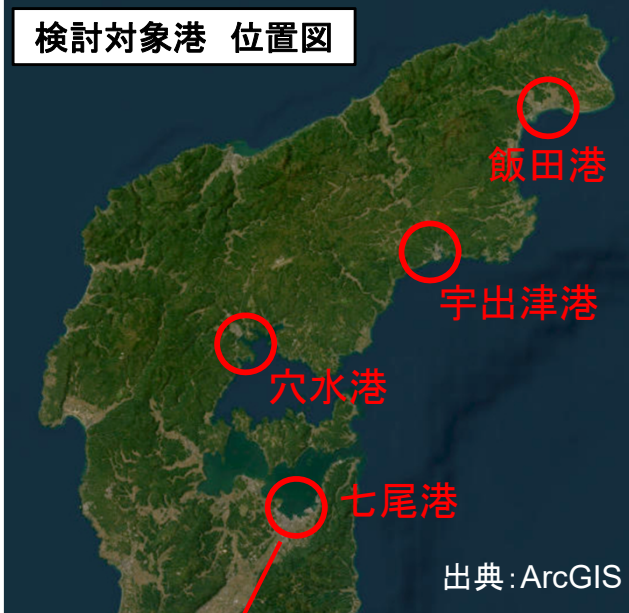 検討対象港 位置図
飯田港
宇出津港
穴水港
七尾港
出典:ArcGIS